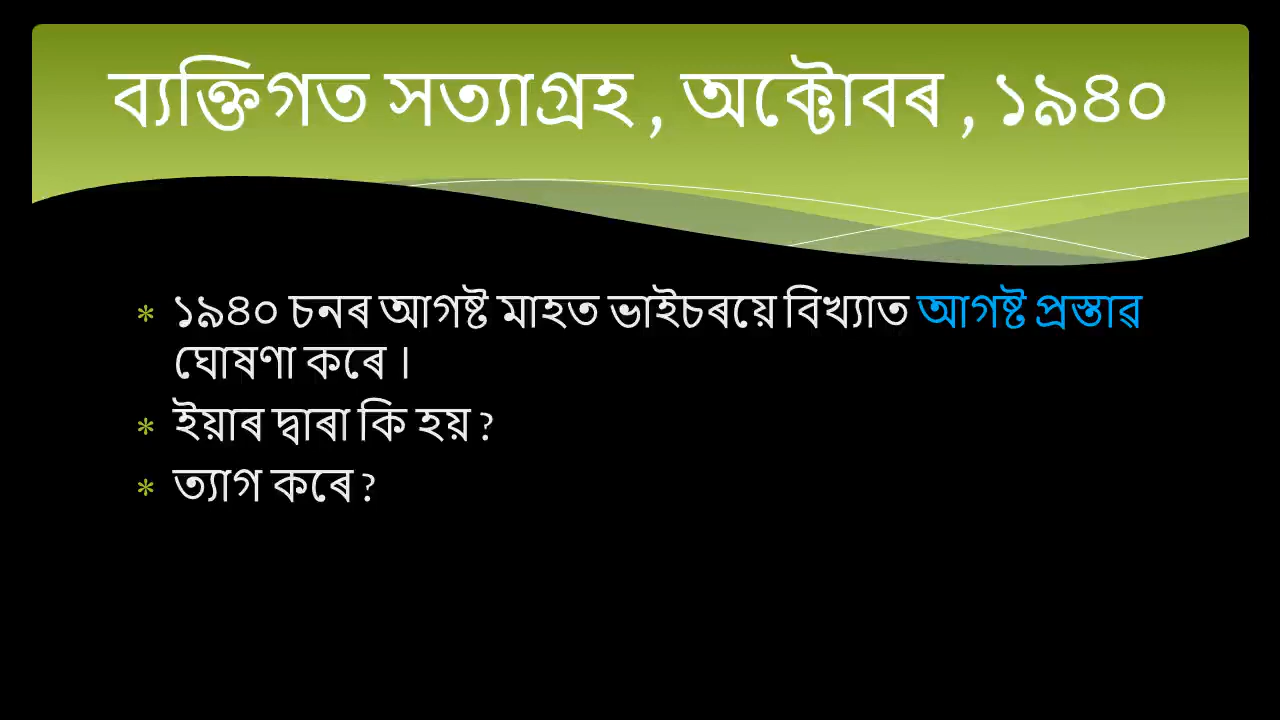 ব্যক্তিগত সত্যাগ্ৰহ , অক্টোবৰ , ১৯৪০
* ১৯৪০ চনৰ আগষ্ট মাহত ভাইচৰয়ে বিখ্যাত আগষ্ট প্ৰস্তাৱ
ঘোষণা কৰে ।
* ইয়াৰ দ্বাৰা কি হয় ?
* ত্যাগ কৰে ?